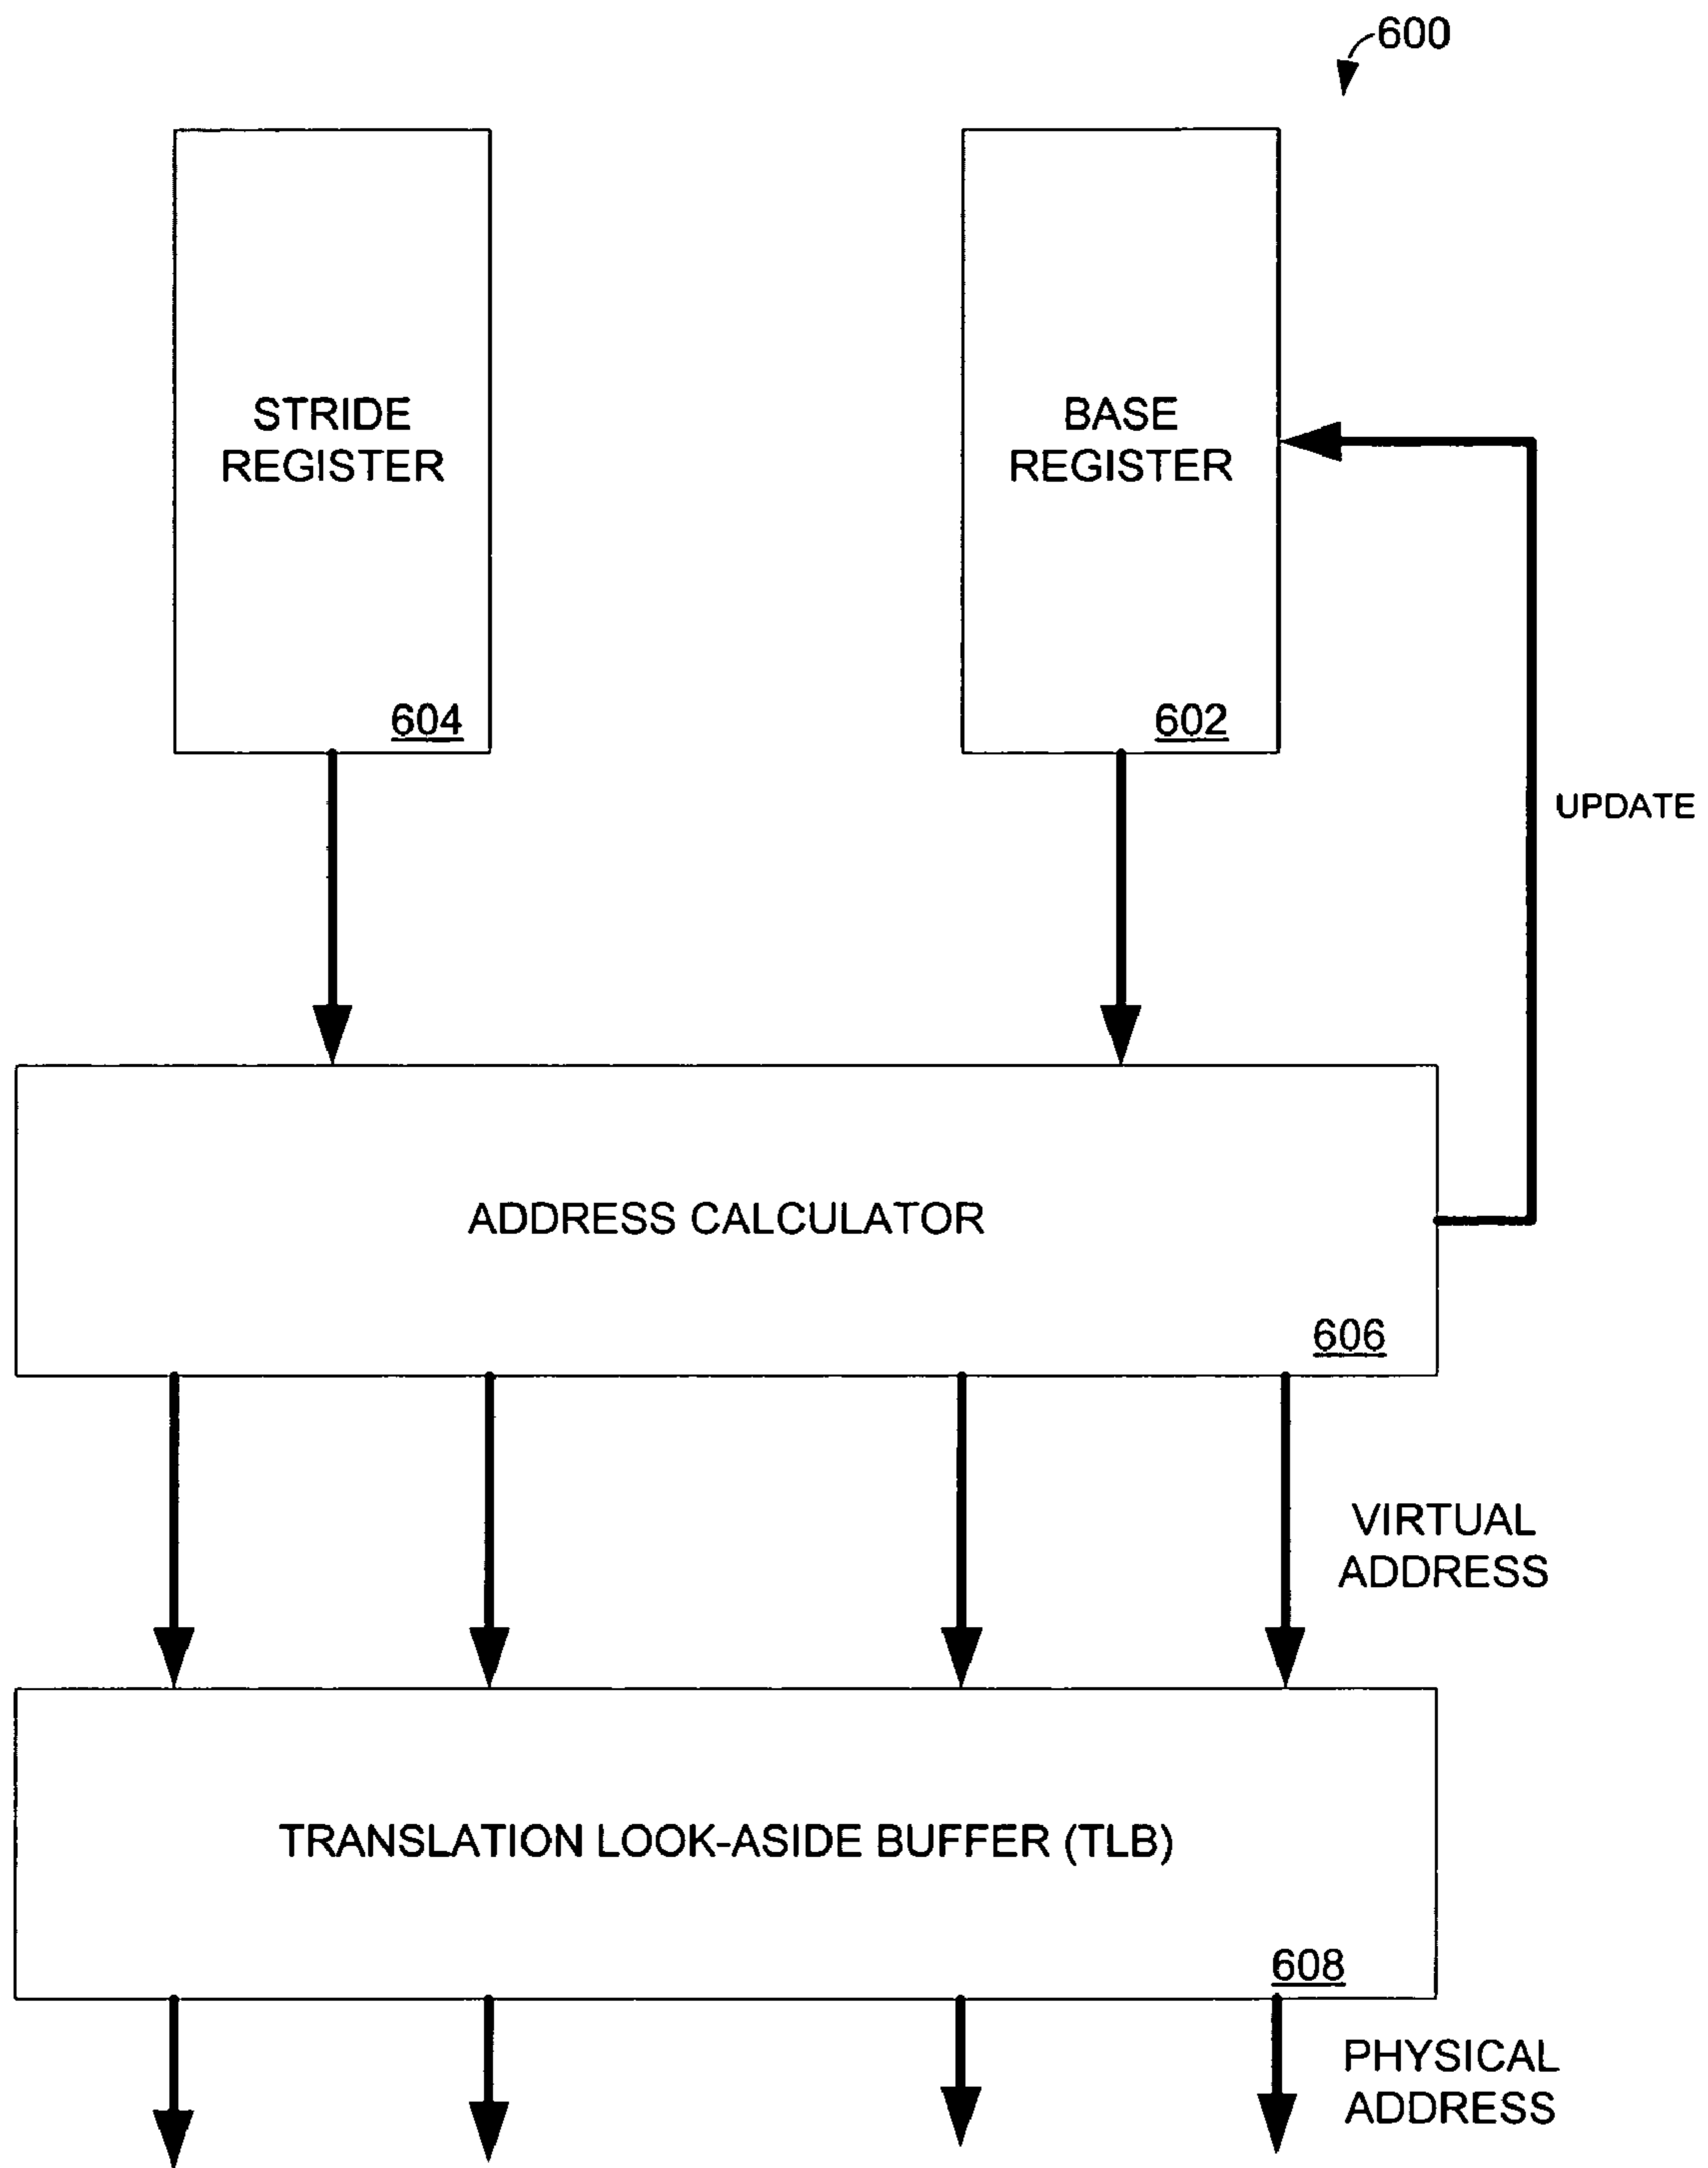 600
STRIDE
REGISTER
604
BASE
REGISTER
602
UPDATE
ADDRESS CALCULATOR
606
VIRTUAL
ADDRESS
TRANSLATION LOOK-ASIDE BUFFER (TLB)
608
PHYSICAL
ADDRESS